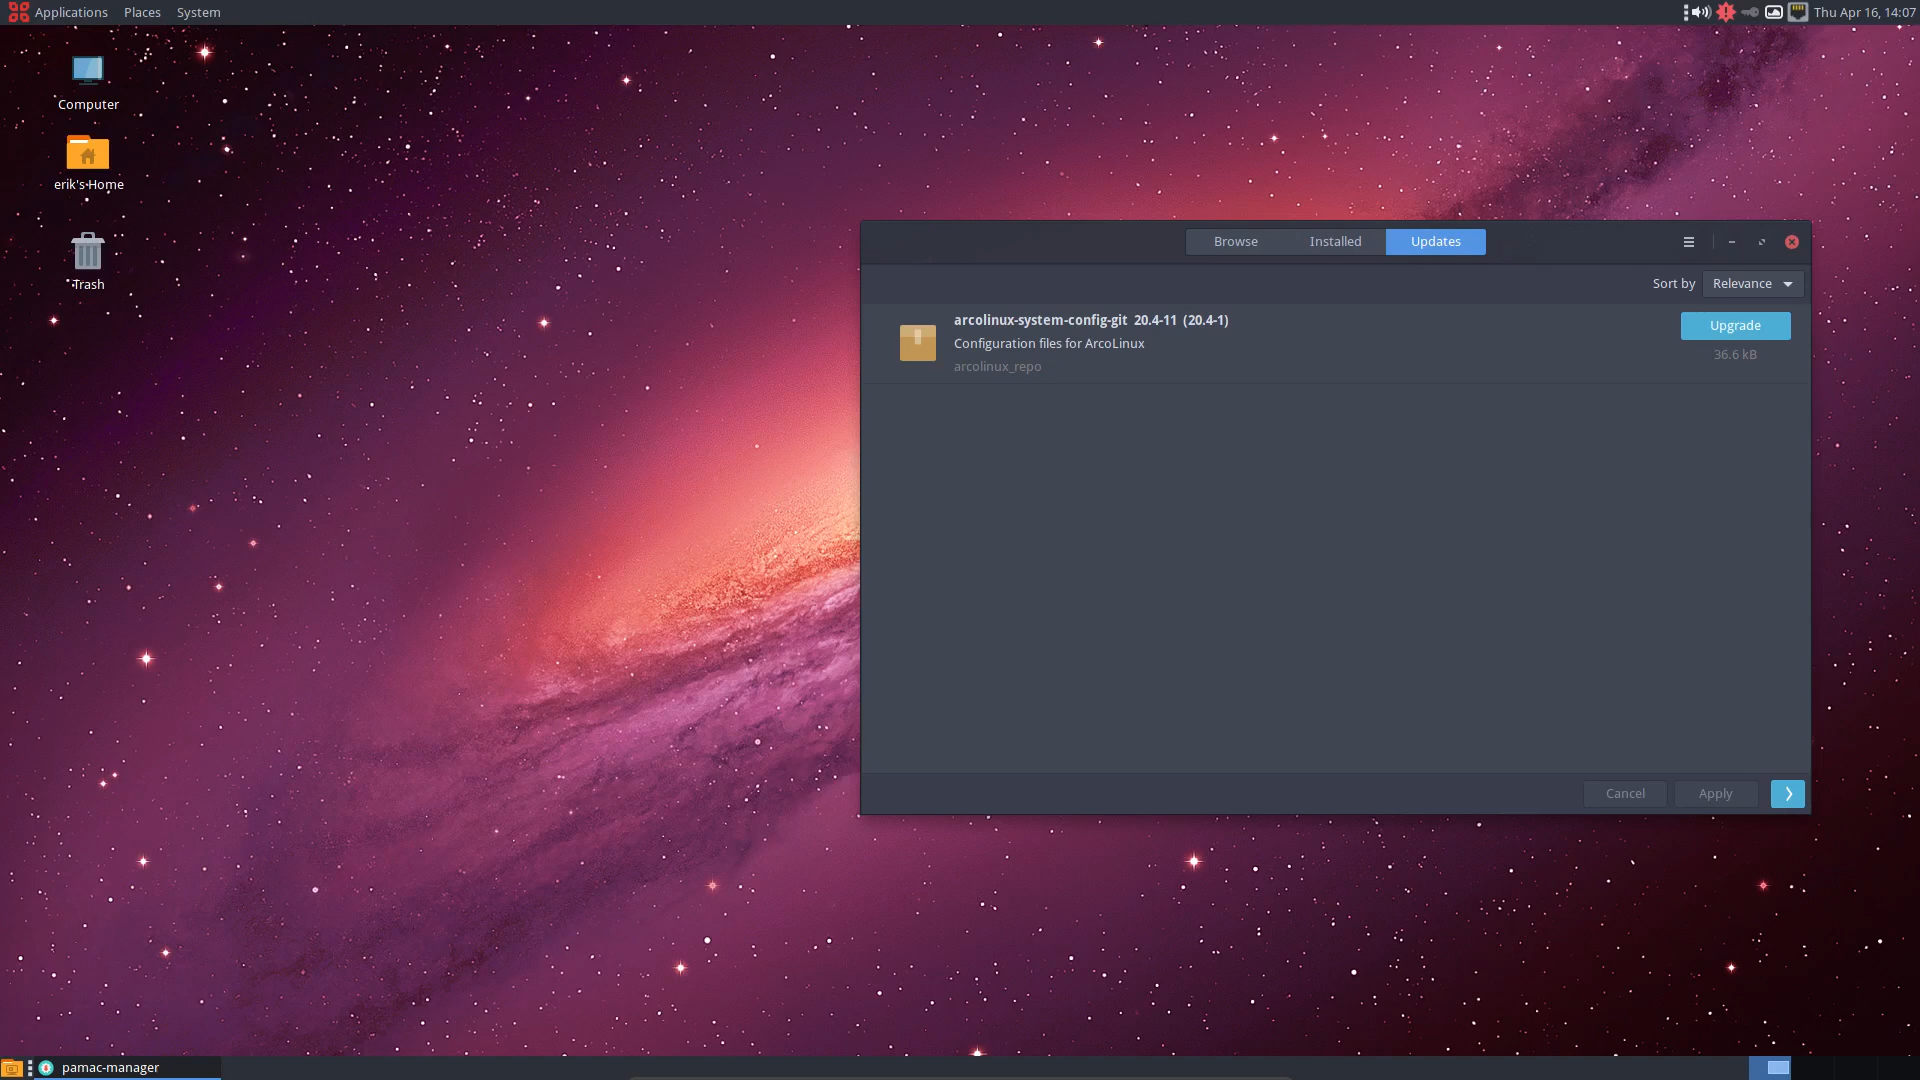 Applications Places System
Thu Apr 16, 14:07
Computer
erik's Home
Trash
Browse Installed Updates
Sort by Relevance
arcolinux-system-config-git 20.4-11 (20.4-1)
Upgrade
Configuration files for ArcoLinux
36.6 kB
arcolinux_repo
Cancel Apply
pamac-manager